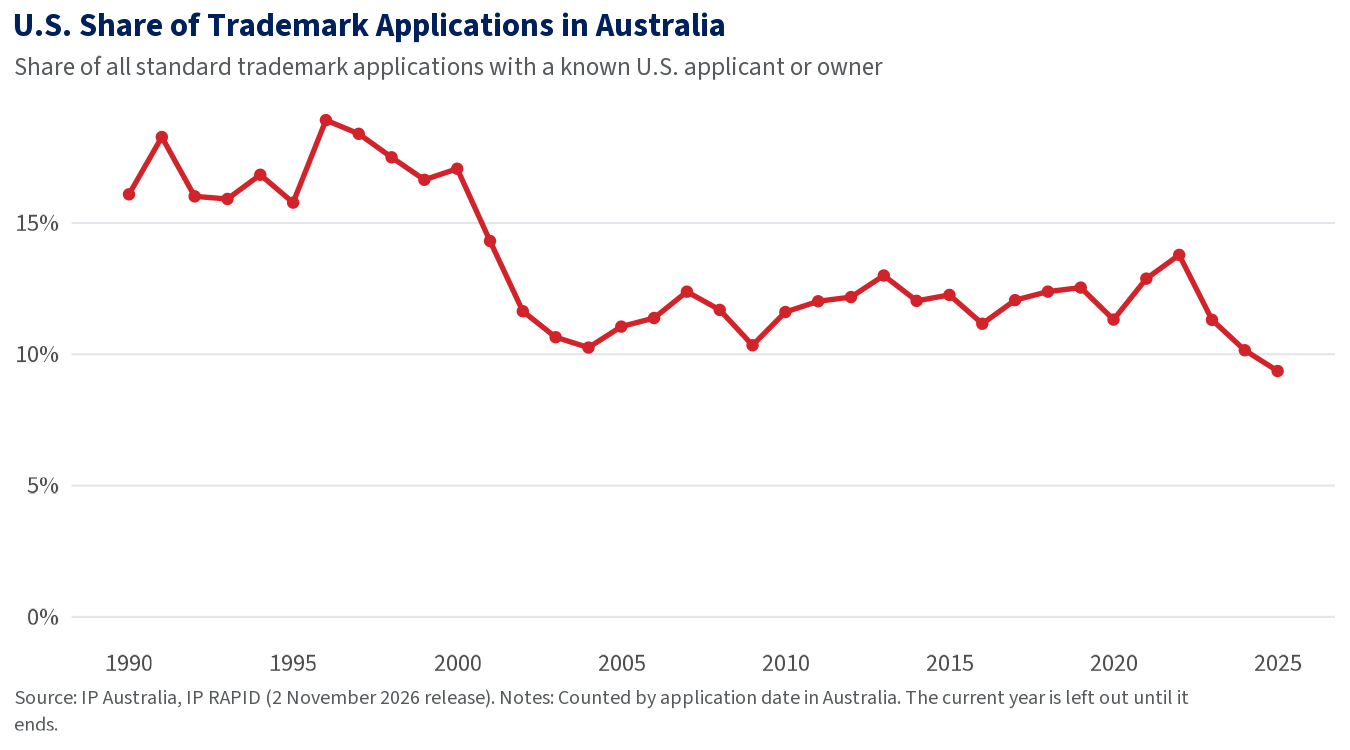 U.S. Share of Trademark Applications in Australia
Share of all standard trademark applications with a known U.S. applicant or owner
15%
10%
5%
0%
1990 1995 2000 2005 2010 2015 2020 2025
Source: IP Australia, IP RAPID (2 November 2026 release). Notes: Counted by application date in Australia. The current year is left out until it
ends.